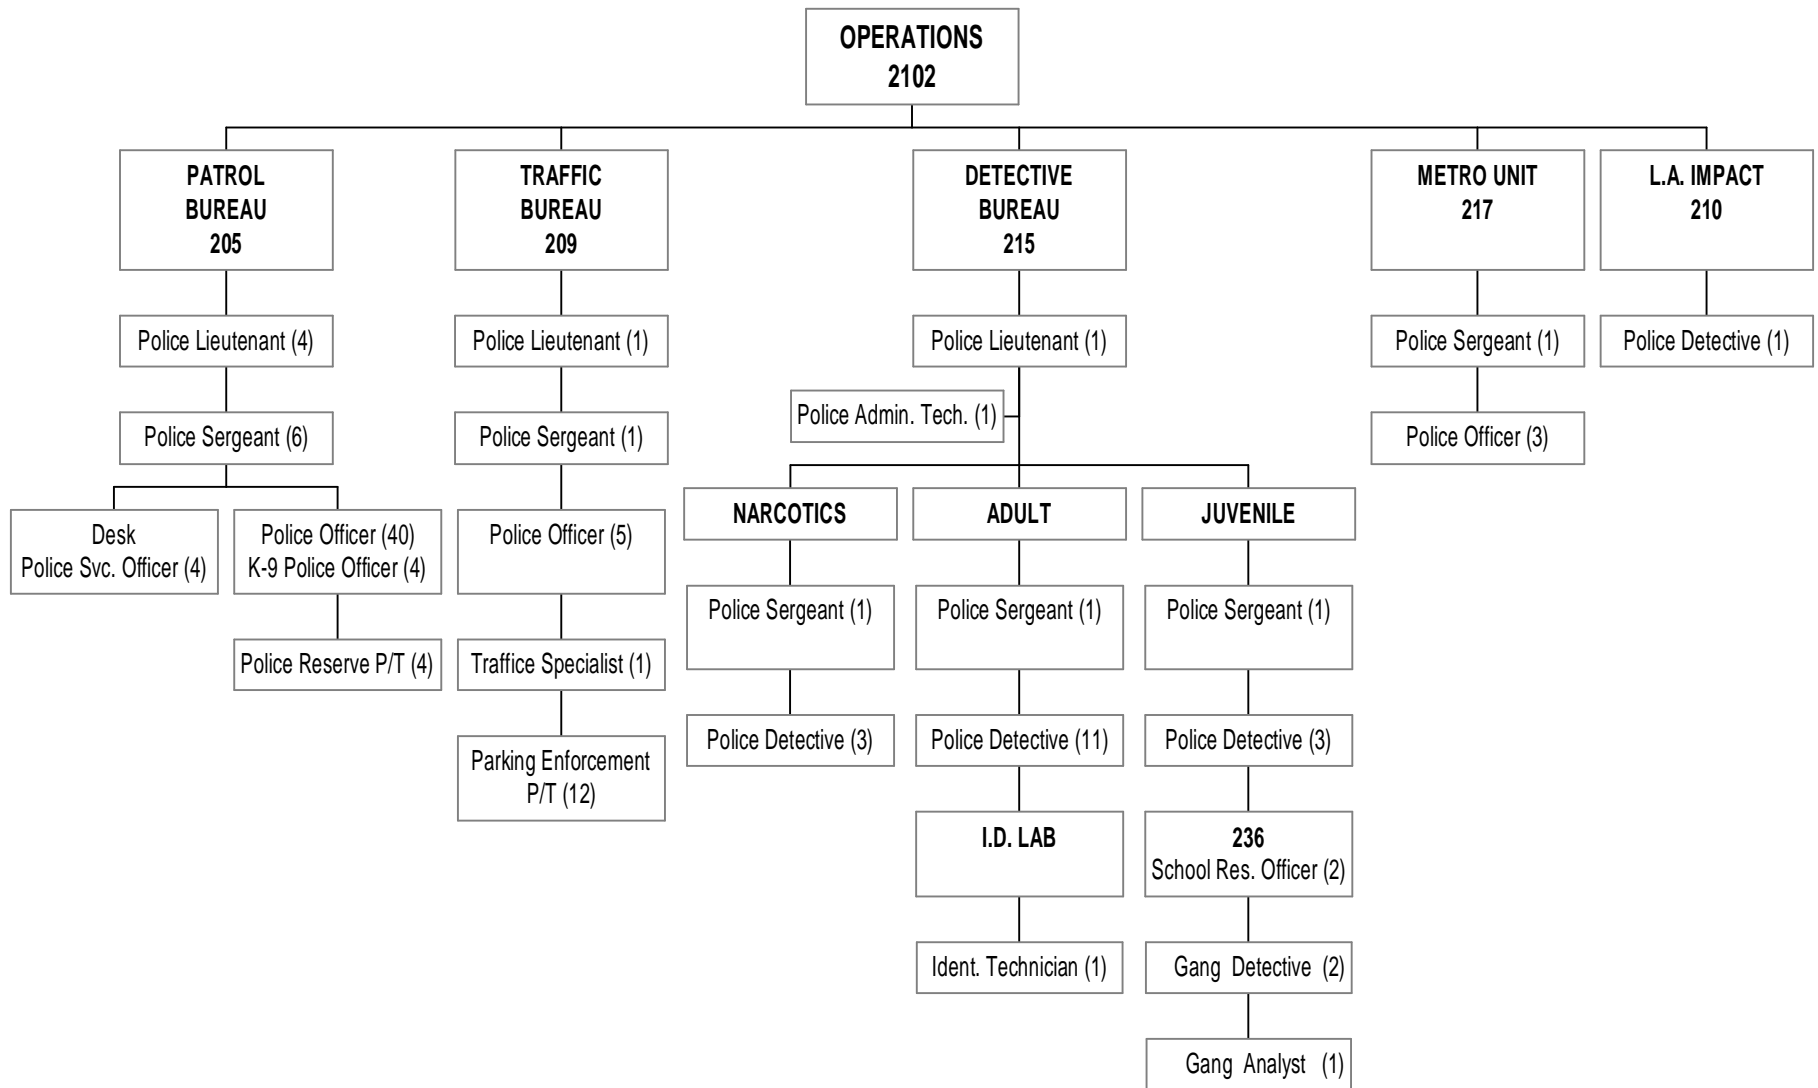 OPERATIONS
2102
PATROL
BUREAU
205
TRAFFIC
BUREAU
209
DETECTIVE
BUREAU
215
METRO UNIT
217
L.A. IMPACT
210
Police Lieutenant (4)
Police Lieutenant (1)
Police Lieutenant (1)
Police Sergeant (1)
Police Detective (1)
Police Admin. Tech. (1)
Police Sergeant (6)
Police Sergeant (1)
Police Officer (3)
NARCOTICS
ADULT
JUVENILE
Desk
Police Svc. Officer (4)
Police Officer (40)
K-9 Police Officer (4)
Police Officer (5)
Police Sergeant (1)
Police Sergeant (1)
Police Sergeant (1)
Police Reserve P/T (4)
Traffice Specialist (1)
Police Detective (3)
Police Detective (11)
Police Detective (3)
Parking Enforcement
P/T (12)
I.D. LAB
236
School Res. Officer (2)
Ident. Technician (1)
Gang Detective (2)
Gang Analyst (1)